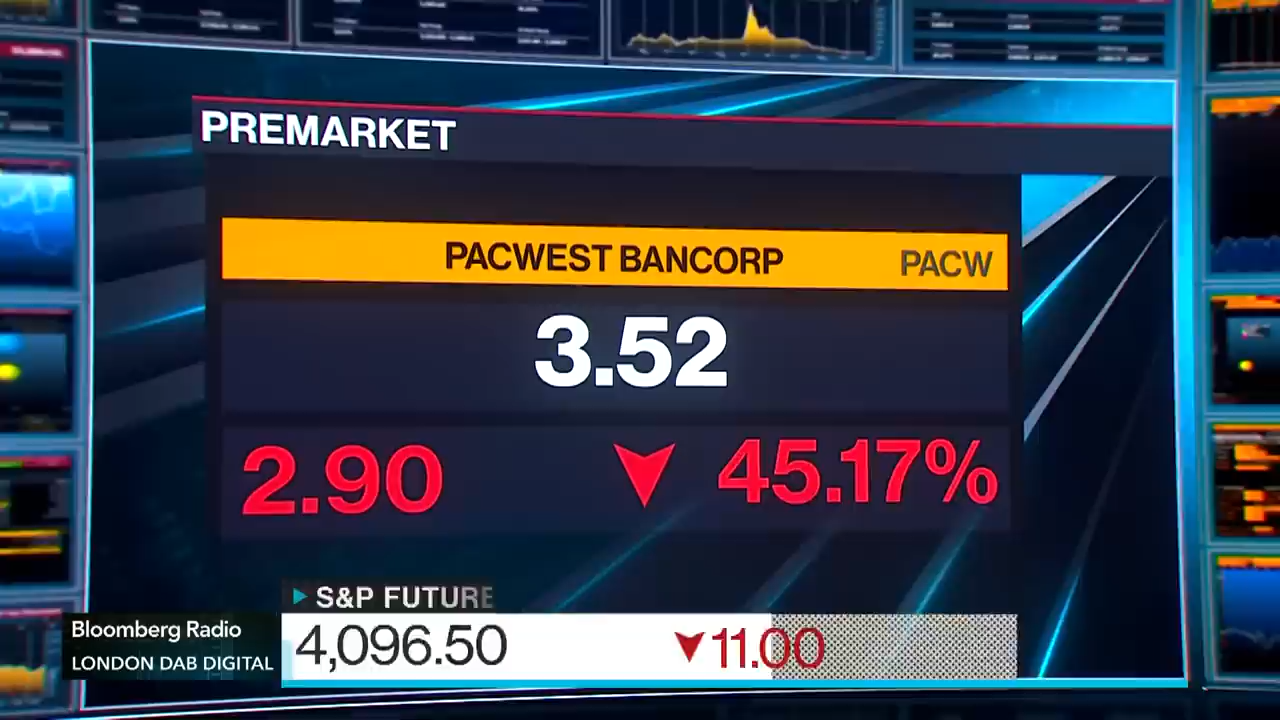 PREMARKET
PACWEST BANCORP PACW
3.52
2.90 45.17%
S&P FUTURE
4,096.50 11.00
Bloomberg Radio
LONDON DAB DIGITAL